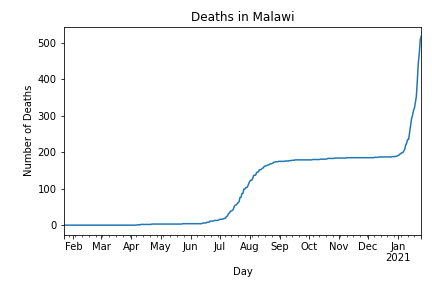 Deaths in Malawi
500
400
300
200
100
0
Number of Deaths
Feb Mar Apr May Jun Jul Aug Sep Oct Nov Dec Jan
2021
Day